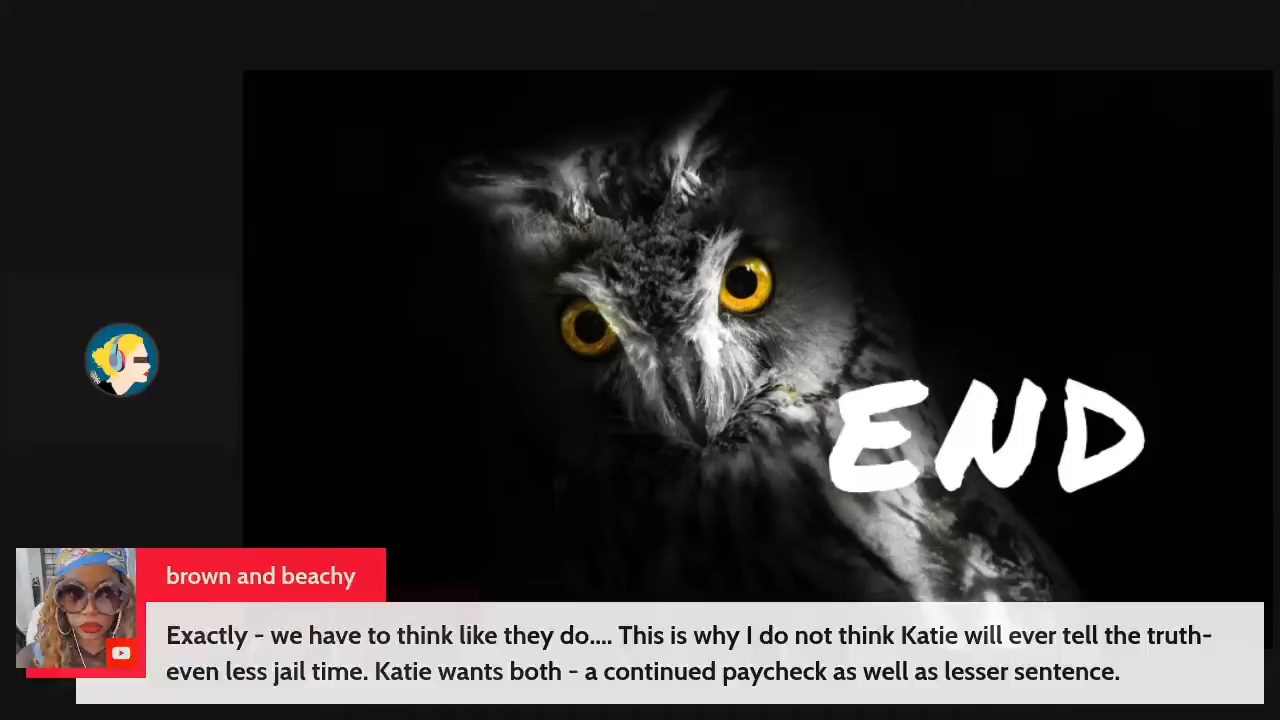 END
brown and beachy
Exactly - we have to think like they do.... This is why I do not think Katie will ever tell the truth-
even less jail time. Katie wants both - a continued paycheck as well as lesser sentence.